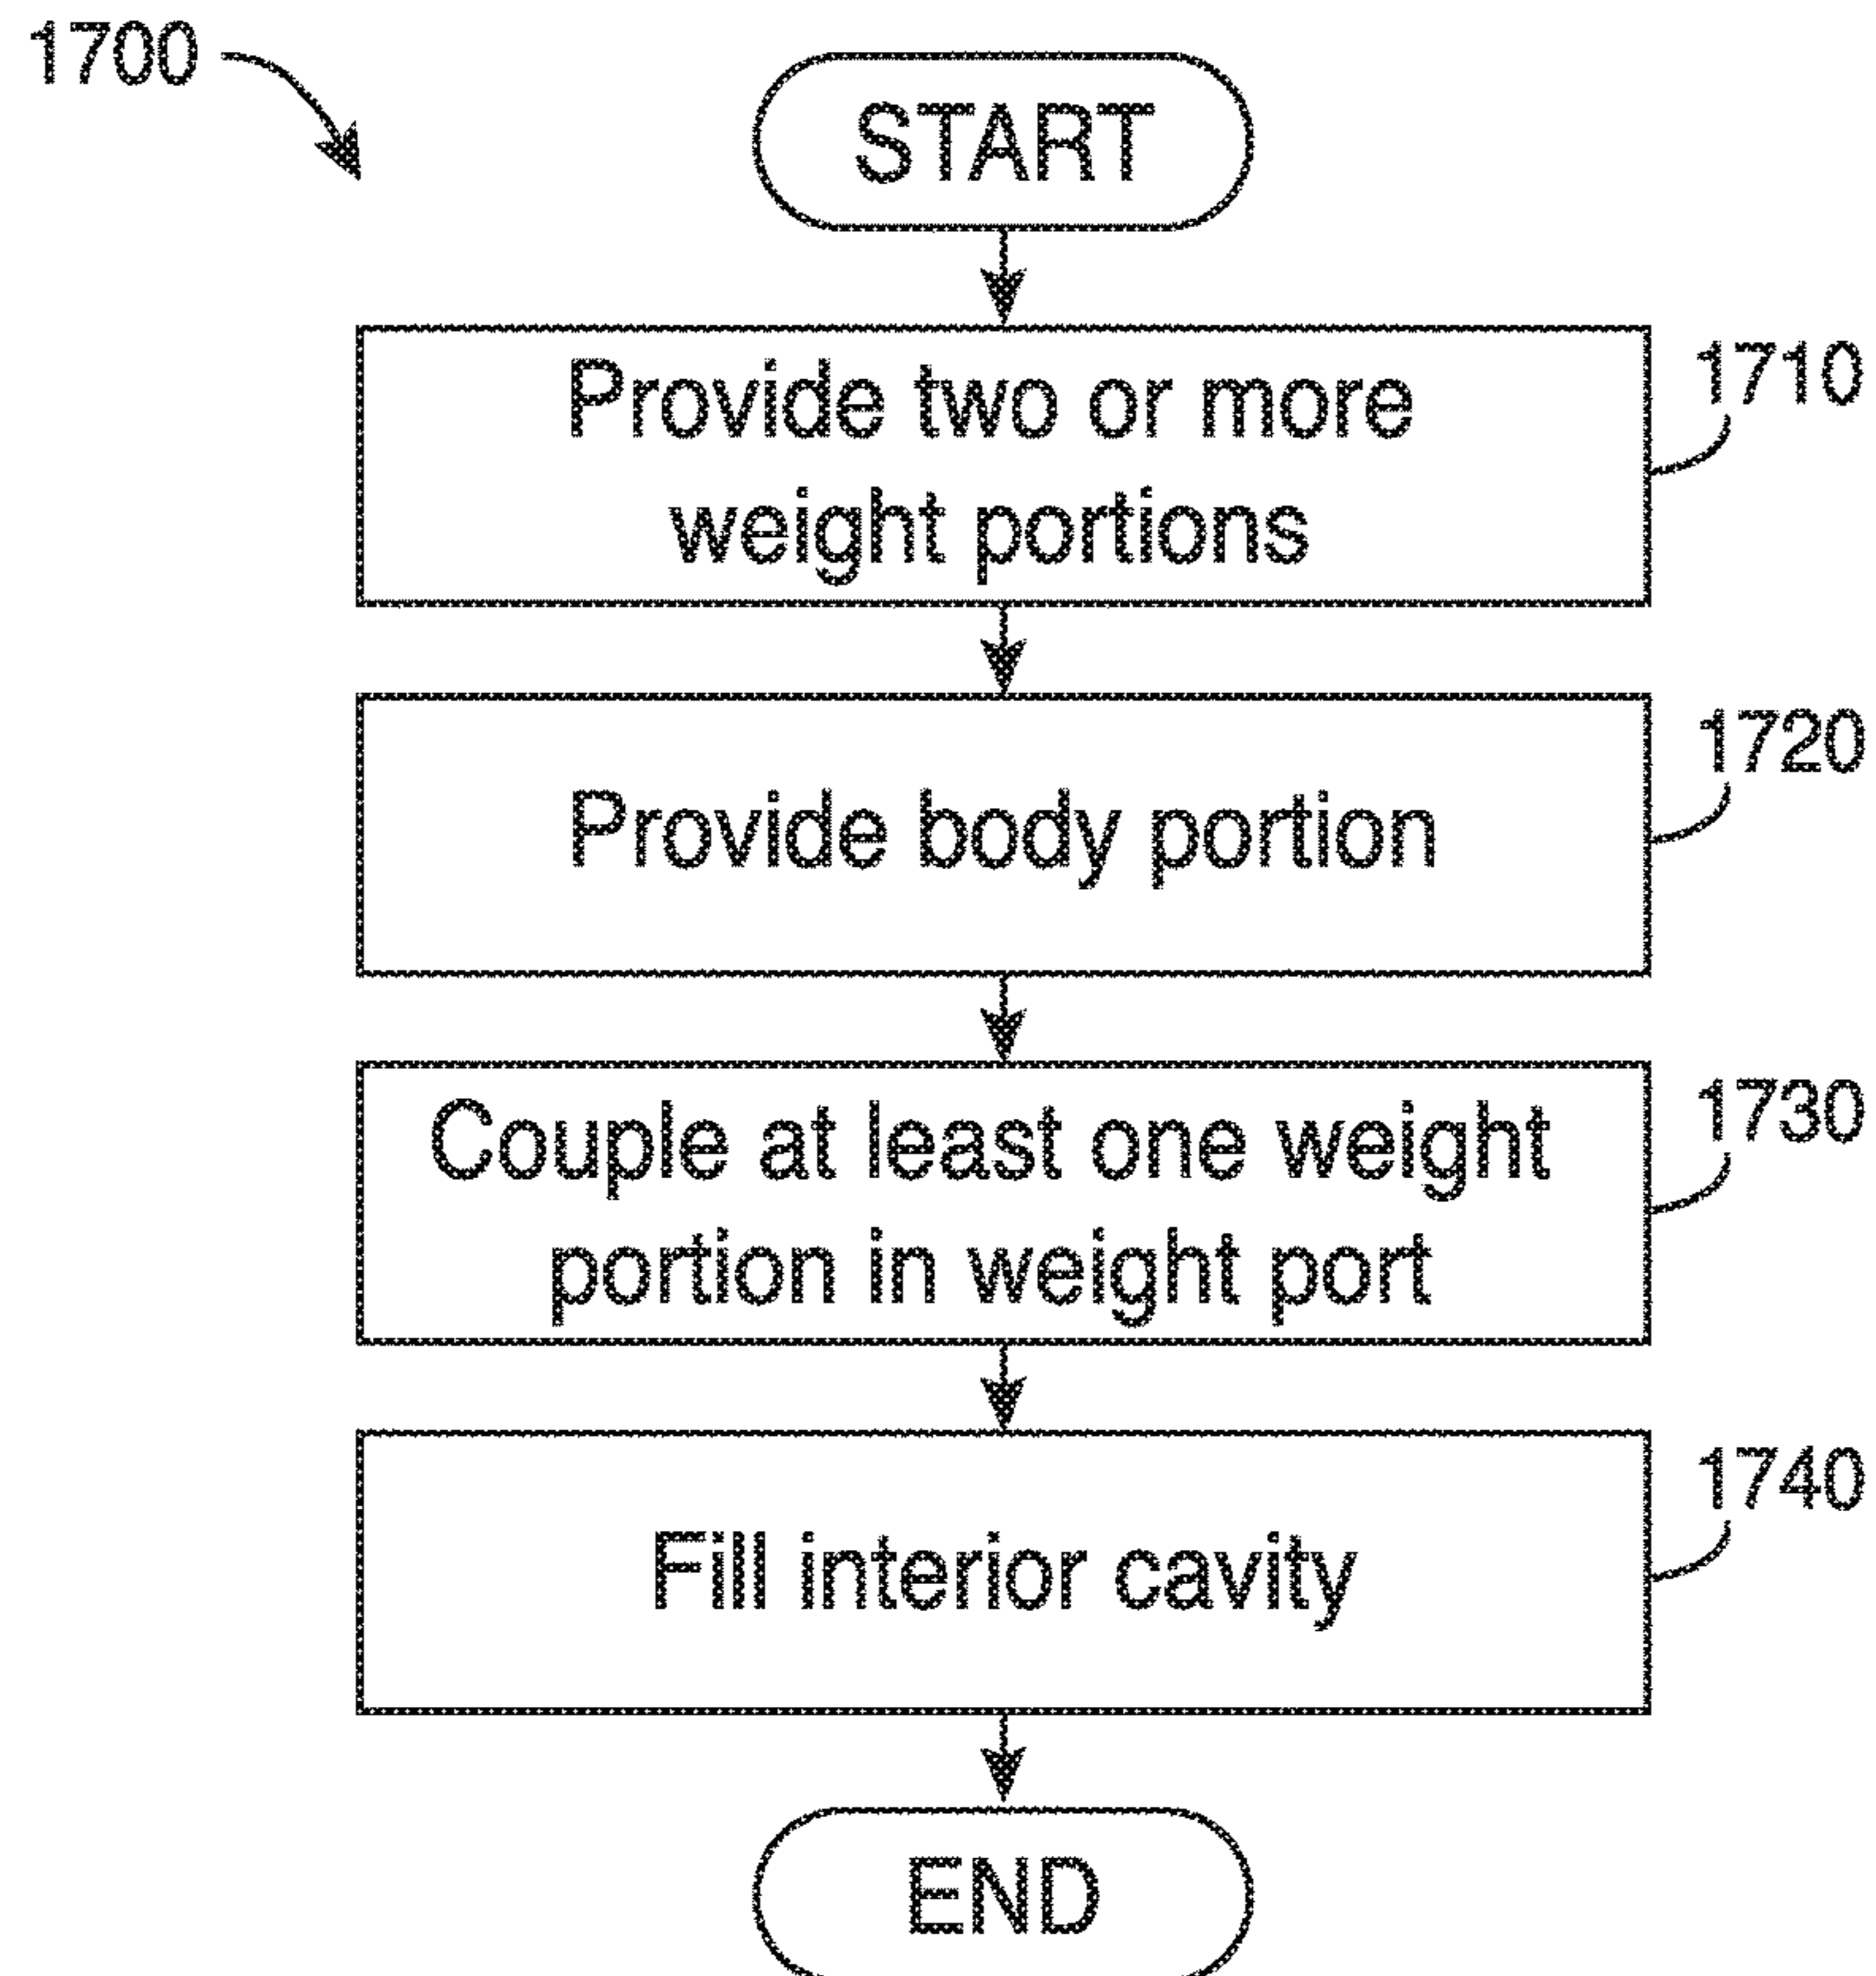 1700
START
Provide two or more
weight portions
1710
Provide body portion
1720
Couple at least one weight
portion in weight port
1730
Fill interior cavity
1740
END